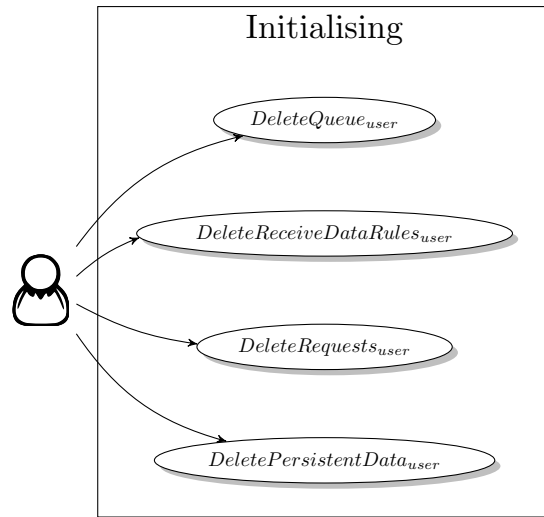 Initialising
DeleteQueue_user
DeleteReceiveDataRules_user
DeleteRequests_user
DeletePersistentData_user